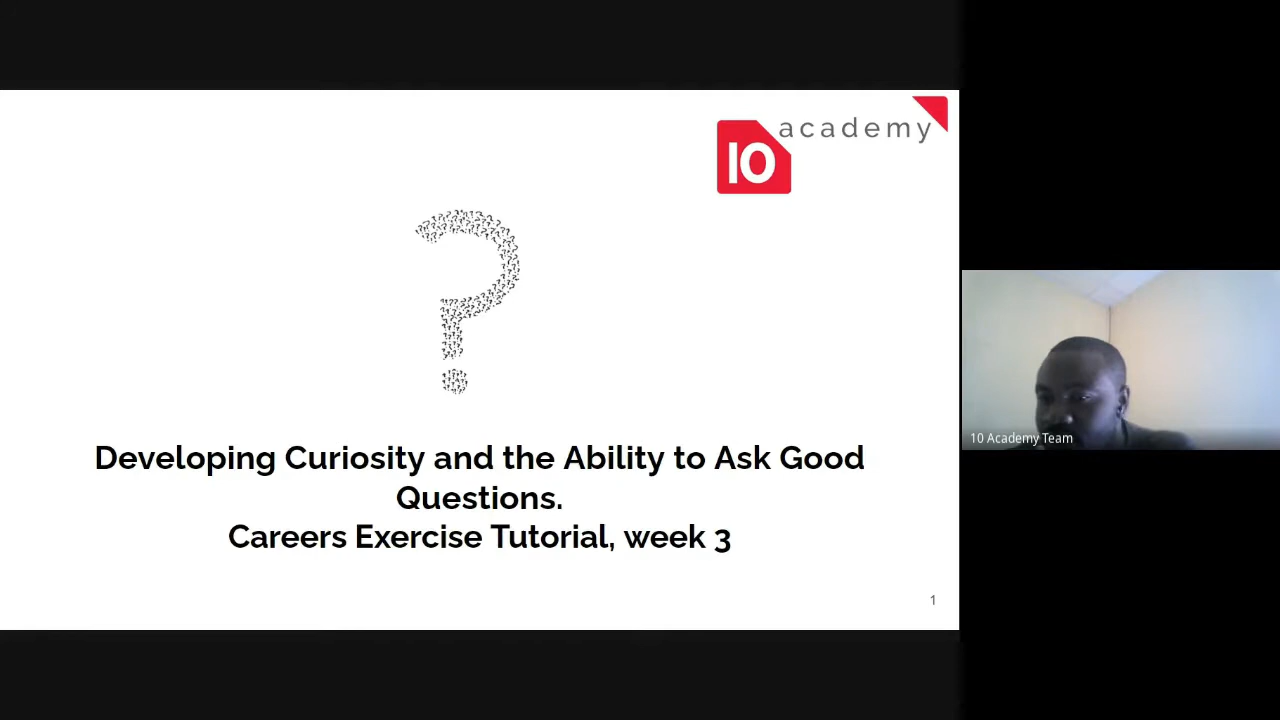 academy
10
?
Developing Curiosity and the Ability to Ask Good
Questions.
Careers Exercise Tutorial, week 3
1
10 Academy Team